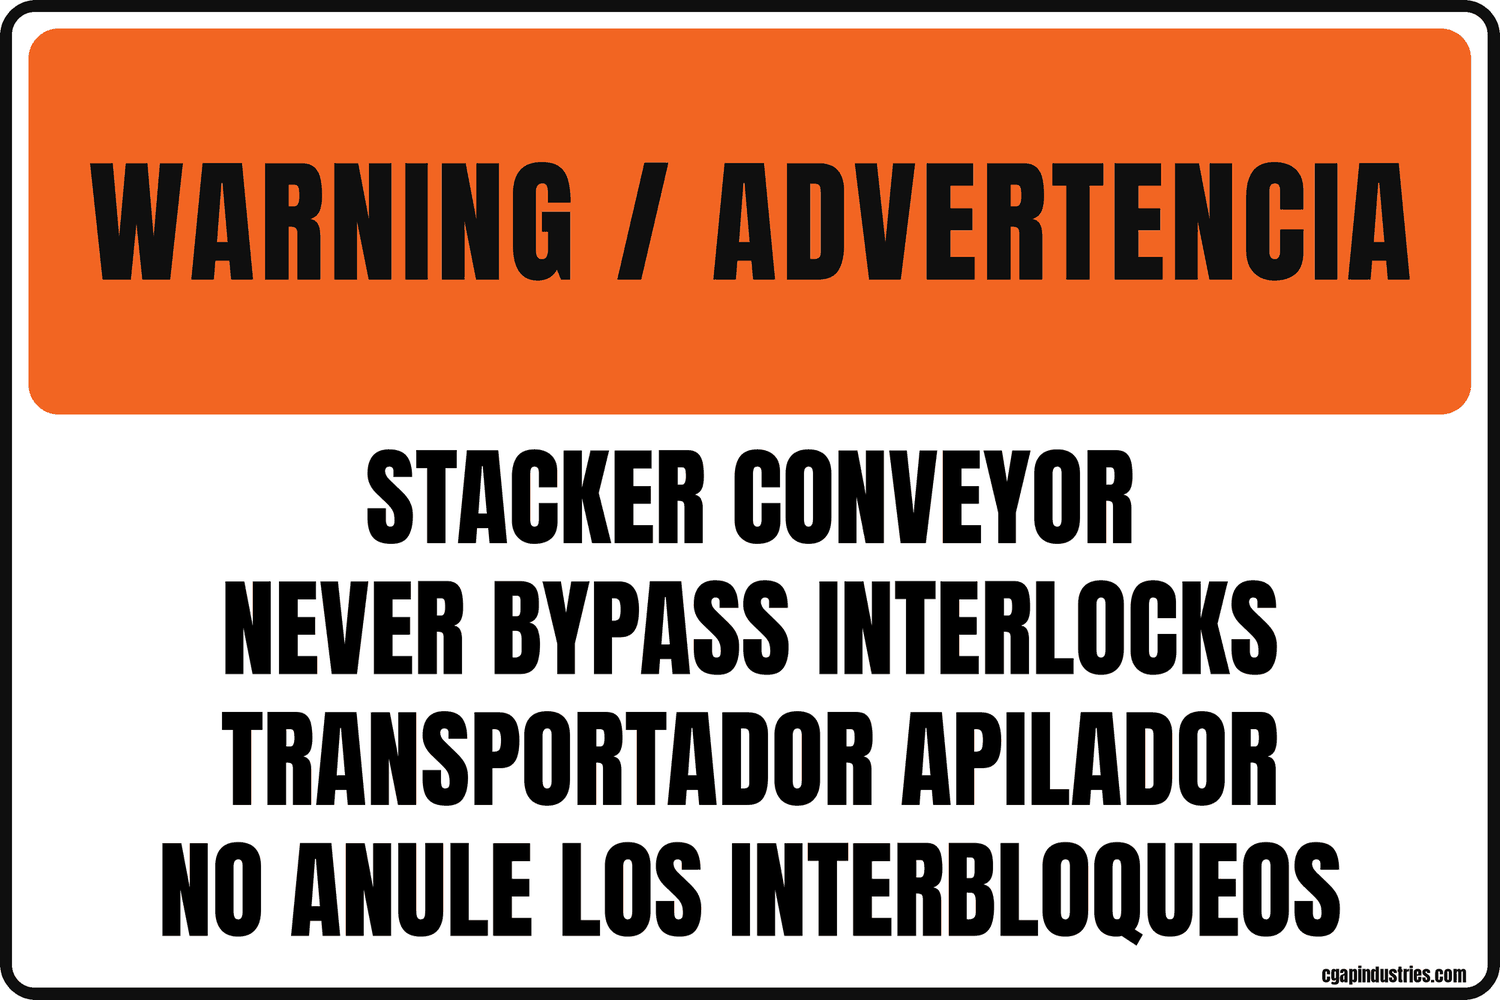 WARNING / ADVERTENCIA
STACKER CONVEYOR
NEVER BYPASS INTERLOCKS
TRANSPORTADOR APILADOR
NO ANULE LOS INTERBLOQUEOS
cgapindustries.com